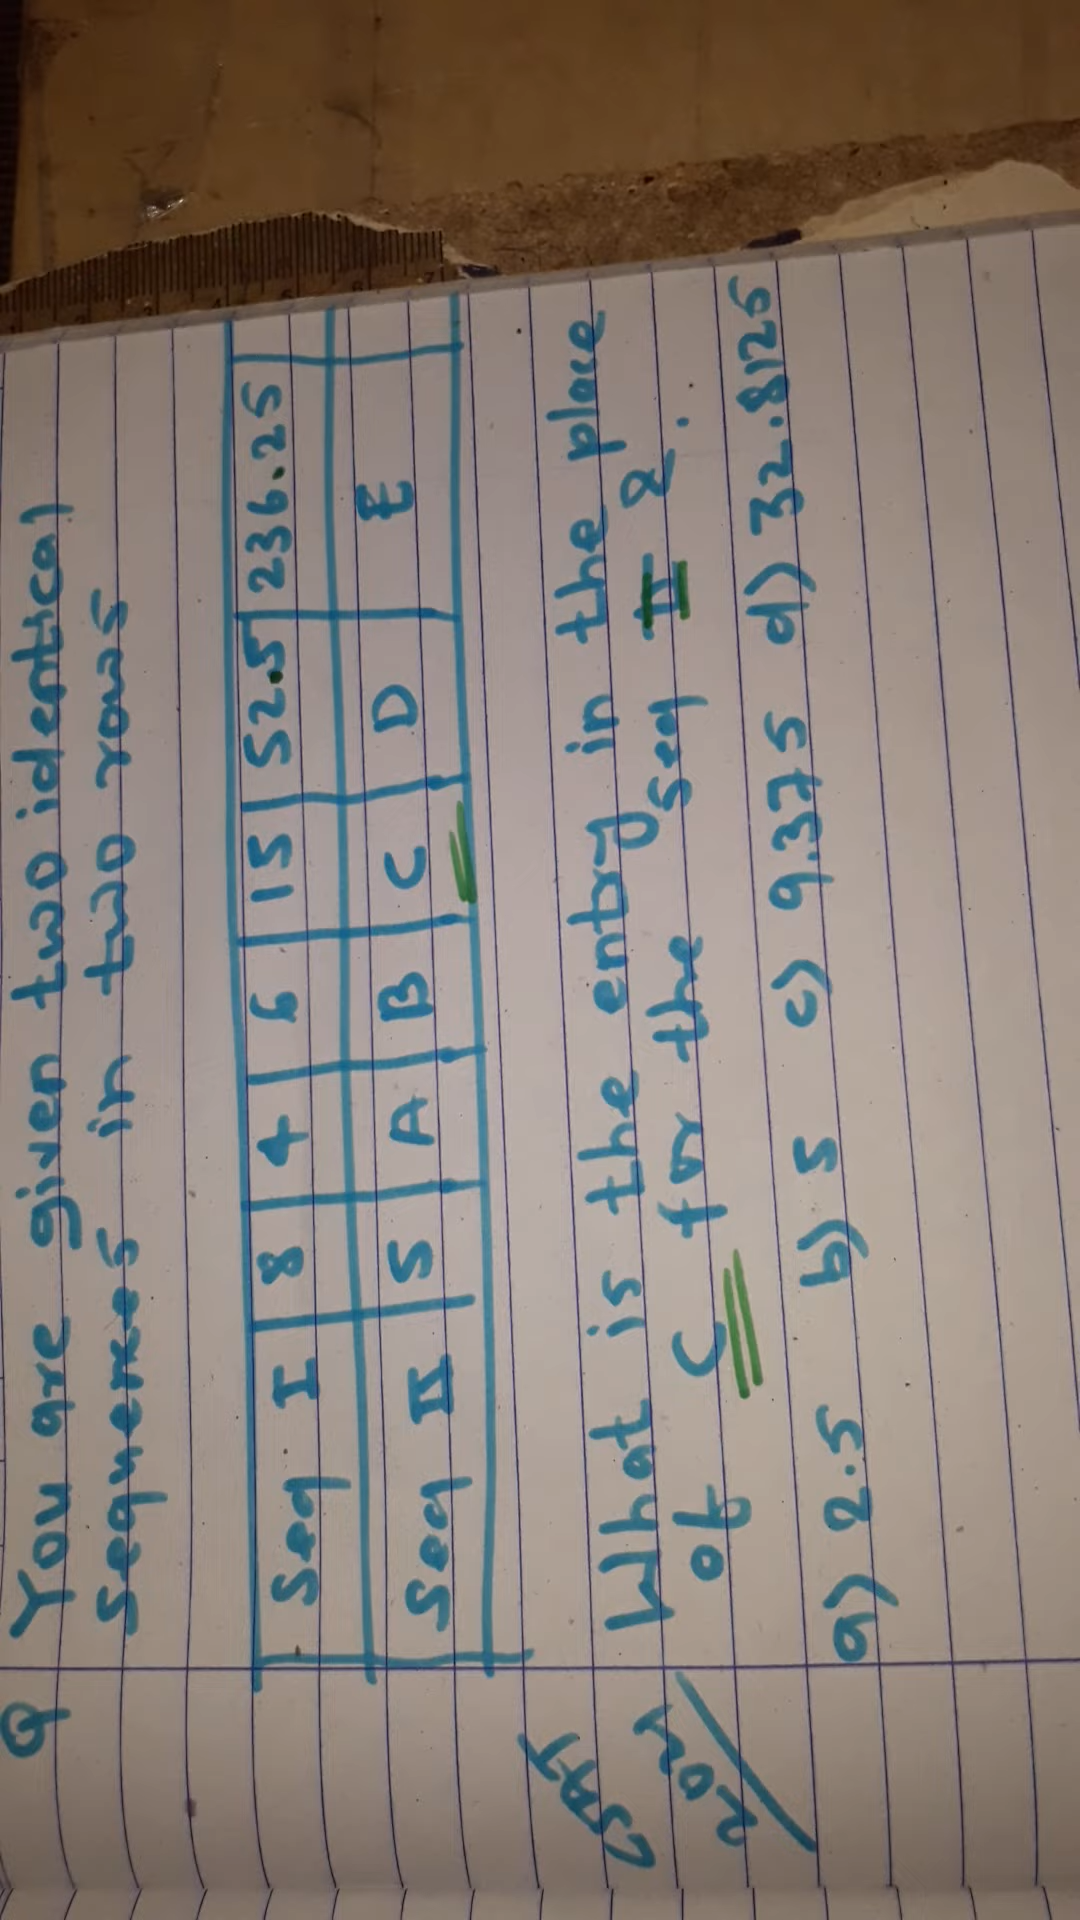 Q You are given two identical
sequences in two rows
Seq I 8 4 6 15 52.5 236.25
Seq II 5 A B C D E
What is the entry in the place
of C for the seq II ?
a) 2.5 b) 5 c) 9.375 d) 32.8125
CSAT